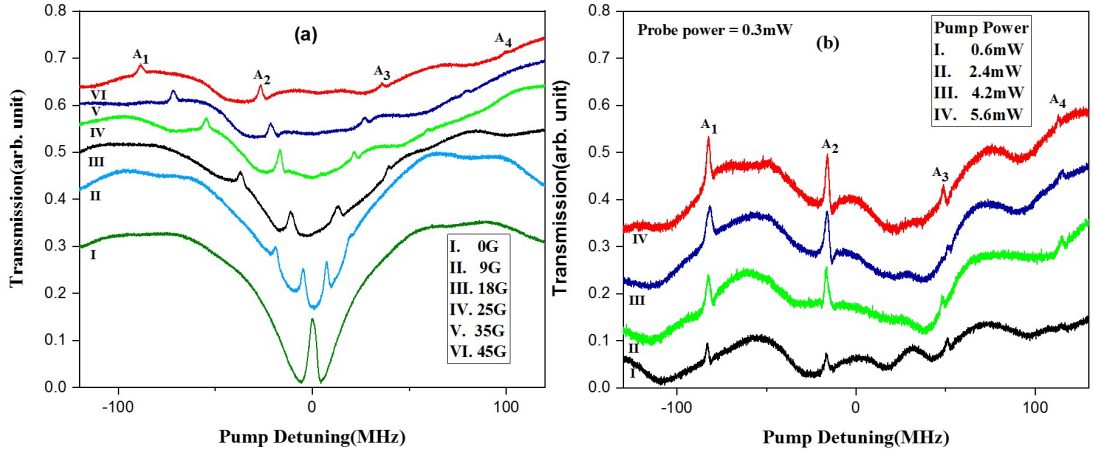 (a)
A1
A2
A3
A4
VI
V
IV
III
II
I
I. 0G
II. 9G
III. 18G
IV. 25G
V. 35G
VI. 45G
0.8
0.7
0.6
0.5
0.4
0.3
0.2
0.1
0.0
-100
0
100
Transmission(arb. unit)
Pump Detuning(MHz)
Probe power = 0.3mW
(b)
Pump Power
I. 0.6mW
II. 2.4mW
III. 4.2mW
IV. 5.6mW
A1
A2
A3
A4
IV
III
II
I
0.8
0.7
0.6
0.5
0.4
0.3
0.2
0.1
0.0
-100
0
100
Transmission(arb. unit)
Pump Detuning(MHz)